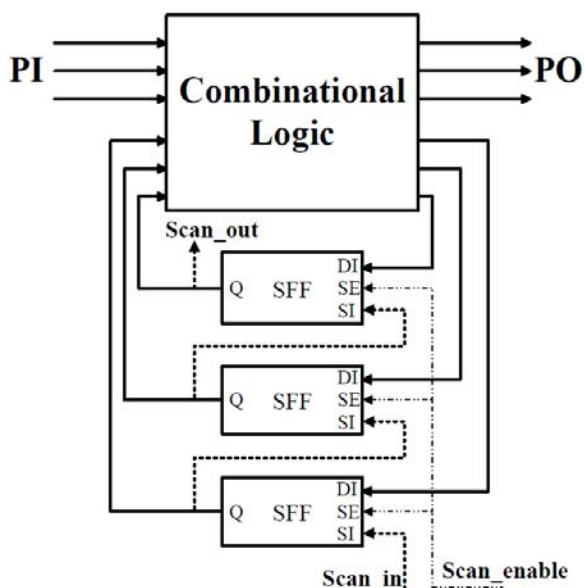 PI
Combinational
Logic
PO
Scan_out
DI
Q SFF SE
SI
DI
Q SFF SE
SI
DI
Q SFF SE
SI
Scan_in
Scan_enable